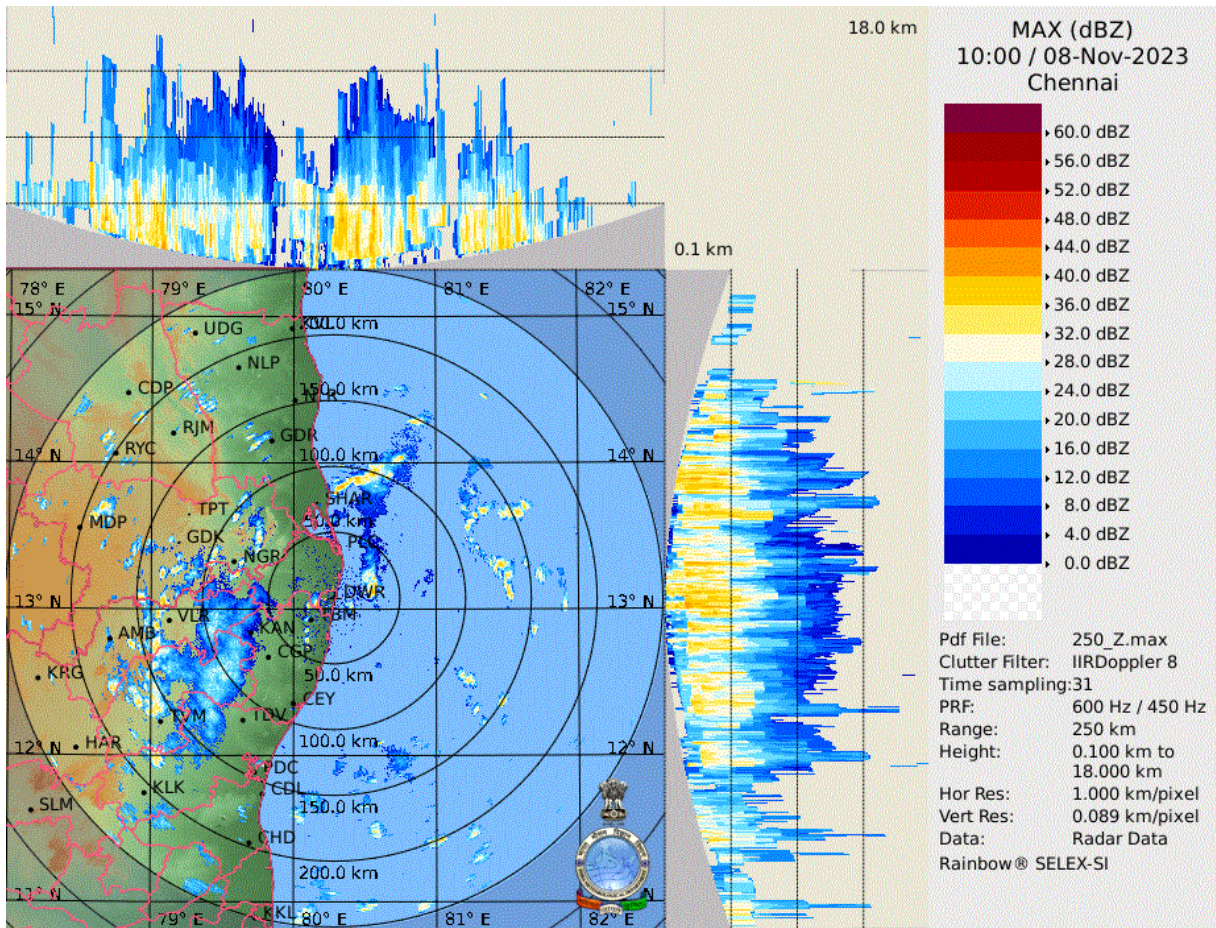 18.0 km
0.1 km
MAX (dBZ)
10:00 / 08-Nov-2023
Chennai
60.0 dBZ
56.0 dBZ
52.0 dBZ
48.0 dBZ
44.0 dBZ
40.0 dBZ
36.0 dBZ
32.0 dBZ
28.0 dBZ
24.0 dBZ
20.0 dBZ
16.0 dBZ
12.0 dBZ
8.0 dBZ
4.0 dBZ
0.0 dBZ
Pdf File: 250_Z.max
Clutter Filter: IIRDoppler 8
Time sampling:31
PRF: 600 Hz / 450 Hz
Range: 250 km
Height: 0.100 km to
18.000 km
Hor Res: 1.000 km/pixel
Vert Res: 0.089 km/pixel
Data: Radar Data
Rainbow® SELEX-SI
78° E 79° E 80° E 81° E 82° E
15° N 15° N
UDG
NLP
150.0 km
CDP
RJM
GDR
RYC
100.0 km
14° N 14° N
SHAR
TPT
MDP
50.0 km
GDK
NGR
DWR
13° N 13° N
VLR
KAN
AMB
CGP
KRG
50.0 km
CEY
TVM
TDV
HAR
100.0 km
12° N 12° N
PDC
KLK
CDL
SLM
150.0 km
CHD
200.0 km
11° N 11° N
KKL
79° E 80° E 81° E 82° E